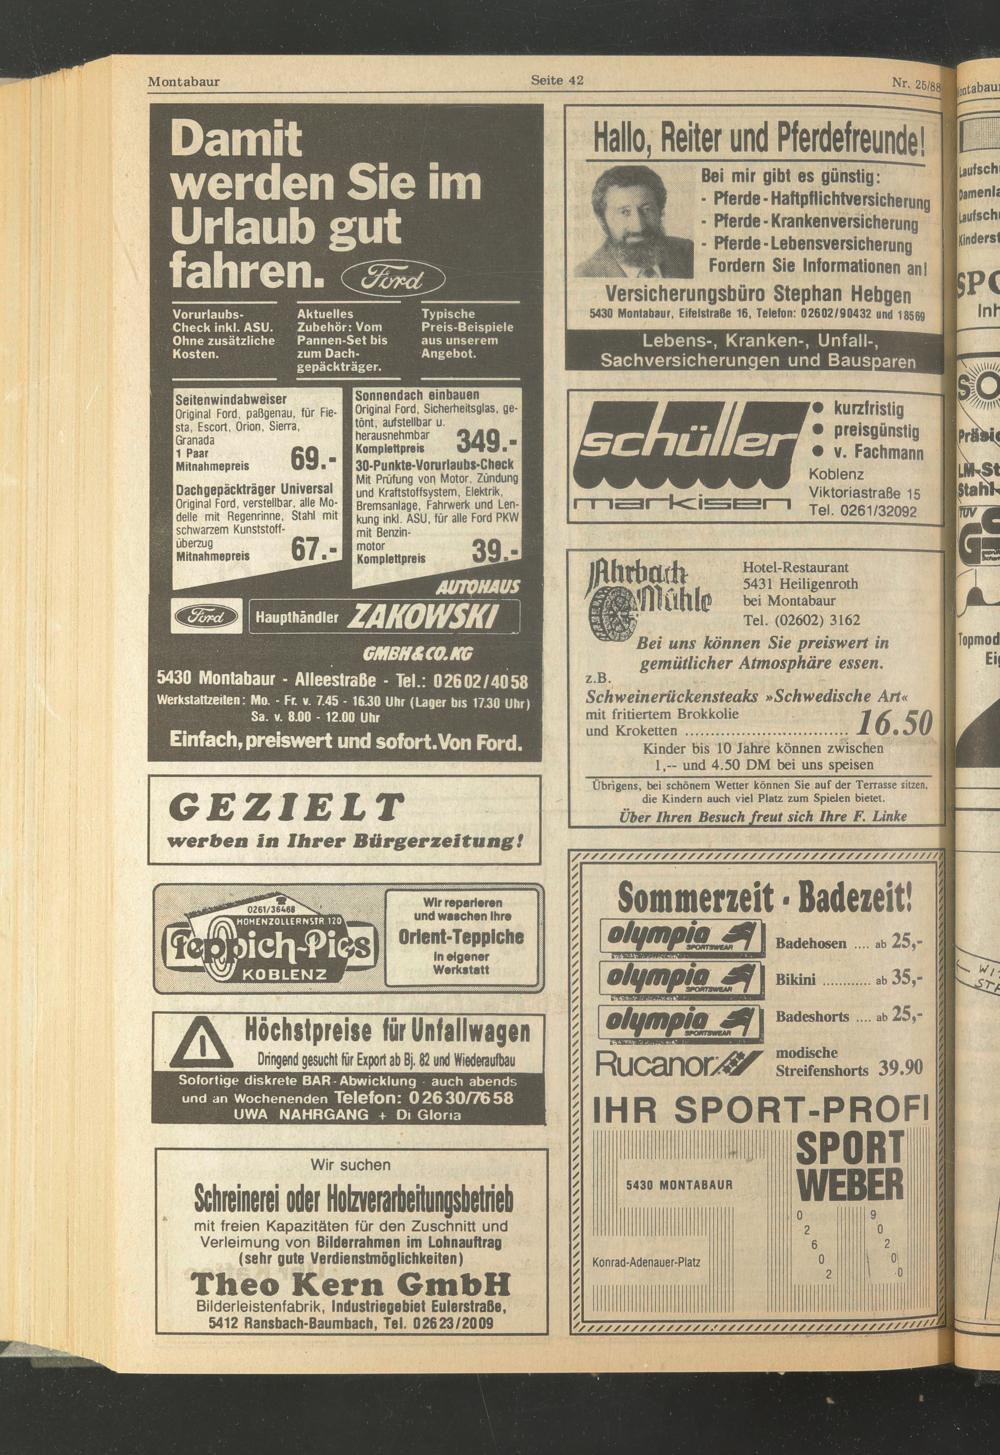 Montabaur
Seite 42
Nr. 25/88
Damit
werden Sie im
Urlaub gut
fahren.
Ford
Vorurlaubs-
Check inkl. ASU.
Ohne zusätzliche
Kosten.
Aktuelles
Zubehör: Vom
Pannen-Set bis
zum Dach-
gepäckträger.
Typische
Preis-Beispiele
aus unserem
Angebot.
Seitenwindabweiser
Original Ford, paßgenau, für Fie-
sta, Escort, Orion, Sierra,
Granada
1 Paar
Mitnahmepreis 69.-
Dachgepäckträger Universal
Original Ford, verstellbar, alle Mo-
delle mit Regenrinne, Stahl mit
schwarzem Kunststoff-
überzug
Mitnahmepreis 67.-
Sonnendach einbauen
Original Ford, Sicherheitsglas, ge-
tönt, aufstellbar u.
herausnehmbar
Komplettpreis 349.-
30-Punkte-Vorurlaubs-Check
Mit Prüfung von Motor, Zündung
und Kraftstoffsystem, Elektrik,
Bremsanlage, Fahrwerk und Len-
kung inkl. ASU, für alle Ford PKW
mit Benzin-
motor
Komplettpreis 39.-
AUTOHAUS
Ford
Haupthändler ZAKOWSKI
GMBH & CO. KG
5430 Montabaur - Alleestraße - Tel.: 02602/4058
Werkstattzeiten: Mo. - Fr. v. 7.45 - 16.30 Uhr (Lager bis 17.30 Uhr)
Sa. v. 8.00 - 12.00 Uhr
Einfach, preiswert und sofort. Von Ford.
GEZIELT
werben in Ihrer Bürgerzeitung!
0261/36468
HOHENZOLLERNSTR 120
Teppich-Pies
KOBLENZ
Wir reparieren
und waschen Ihre
Orient-Teppiche
in eigener
Werkstatt
Höchstpreise für Unfallwagen
Dringend gesucht für Export ab Bj. 82 und Wiederaufbau
Sofortige diskrete BAR-Abwicklung - auch abends
und an Wochenenden Telefon: 02630/7658
UWA NAHRGANG + Di Gloria
Wir suchen
Schreinerei oder Holzverarbeitungsbetrieb
mit freien Kapazitäten für den Zuschnitt und
Verleimung von Bilderrahmen im Lohnauftrag
(sehr gute Verdienstmöglichkeiten)
Theo Kern GmbH
Bilderleistenfabrik, Industriegebiet Eulerstraße,
5412 Ransbach-Baumbach, Tel. 02623/2009
Hallo, Reiter und Pferdefreunde!
Bei mir gibt es günstig:
- Pferde-Haftpflichtversicherung
- Pferde-Krankenversicherung
- Pferde-Lebensversicherung
Fordern Sie Informationen an!
Versicherungsbüro Stephan Hebgen
5430 Montabaur, Eifelstraße 16, Telefon: 02602/90432 und 18569
Lebens-, Kranken-, Unfall-,
Sachversicherungen und Bausparen
schüller
markisen
● kurzfristig
● preisgünstig
● v. Fachmann
Koblenz
Viktoriastraße 15
Tel. 0261/32092
Ahrbach
Mühle
Hotel-Restaurant
5431 Heiligenroth
bei Montabaur
Tel. (02602) 3162
Bei uns können Sie preiswert in
gemütlicher Atmosphäre essen.
z.B.
Schweinerückensteaks »Schwedische Art«
mit fritiertem Brokkolie
und Kroketten .............................. 16.50
Kinder bis 10 Jahre können zwischen
1,-- und 4.50 DM bei uns speisen
Übrigens, bei schönem Wetter können Sie auf der Terrasse sitzen,
die Kindern auch viel Platz zum Spielen bietet.
Über Ihren Besuch freut sich Ihre F. Linke
Sommerzeit - Badezeit!
olympia SPORTSWEAR Badehosen .... ab 25,-
olympia SPORTSWEAR Bikini ............ ab 35,-
olympia SPORTSWEAR Badeshorts .... ab 25,-
Rucanor modische
Streifenshorts 39.90
IHR SPORT-PROFI
SPORT
WEBER
5430 MONTABAUR
Konrad-Adenauer-Platz
0 9
2 0
6 2
0 0
2 0